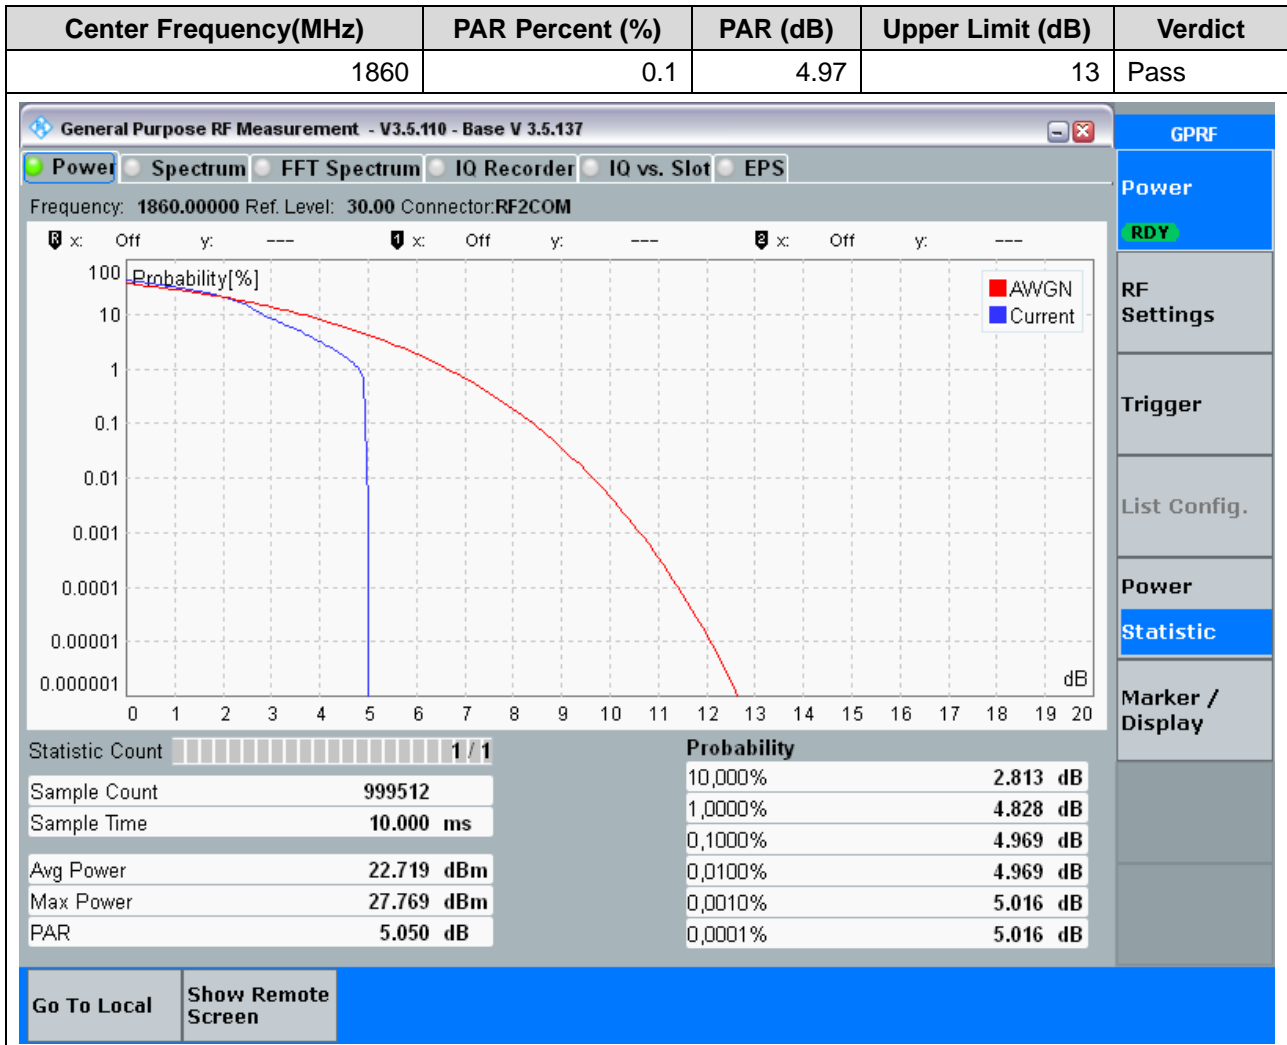 Center Frequency(MHz) PAR Percent (%) PAR (dB) Upper Limit (dB) Verdict
1860 0.1 4.97 13 Pass
General Purpose RF Measurement - V3.5.110 - Base V 3.5.137
GPRF
Power Spectrum FFT Spectrum IQ Recorder IQ vs. Slot EPS
Power
RDY
Frequency: 1860.00000 Ref. Level: 30.00 Connector:RF2COM
R x: Off y: --- 1 x: Off y: --- 2 x: Off y: ---
Probability[%]
AWGN
Current
100
10
1
0.1
0.01
0.001
0.0001
0.00001
0.000001
dB
0 1 2 3 4 5 6 7 8 9 10 11 12 13 14 15 16 17 18 19 20
RF
Settings
Trigger
List Config.
Power
Statistic
Marker /
Display
Statistic Count 1 / 1
Sample Count 999512
Sample Time 10.000 ms
Avg Power 22.719 dBm
Max Power 27.769 dBm
PAR 5.050 dB
Probability
10,000% 2.813 dB
1,0000% 4.828 dB
0,1000% 4.969 dB
0,0100% 4.969 dB
0,0010% 5.016 dB
0,0001% 5.016 dB
Go To Local
Show Remote
Screen